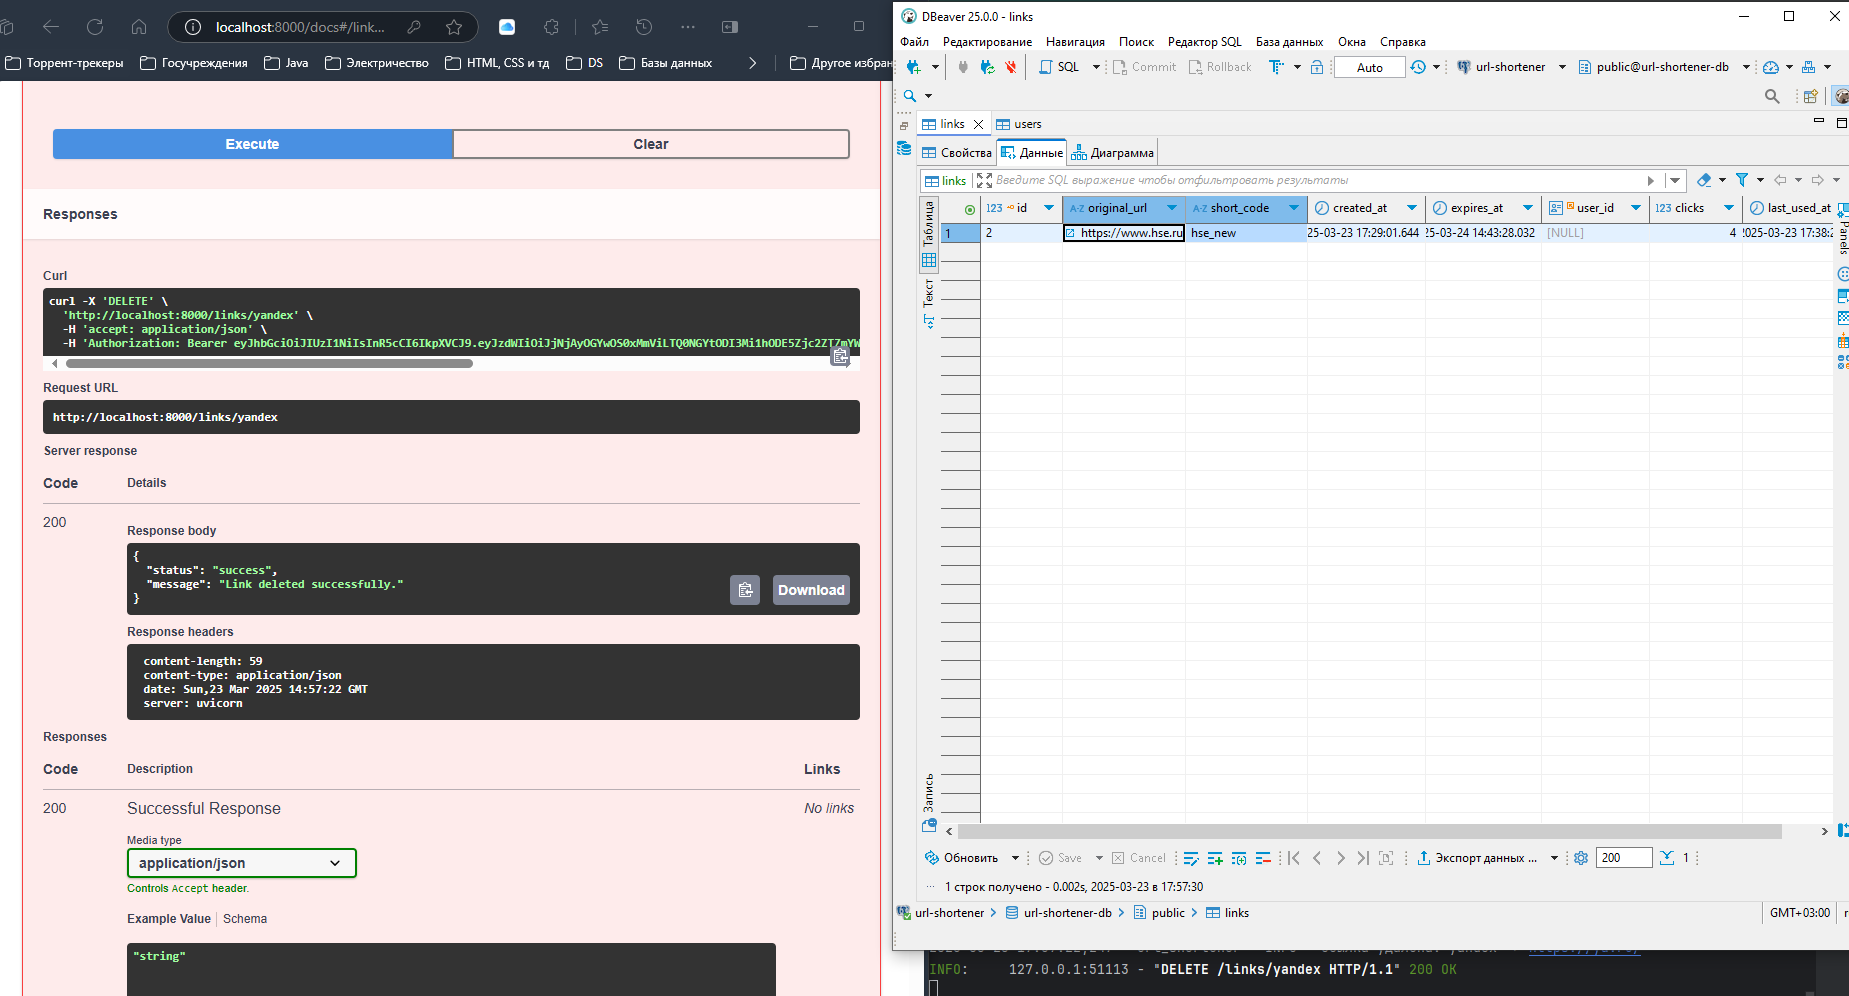 localhost:8000/docs#/link...
Торрент-трекеры
Госучреждения
Java
Электричество
HTML, CSS и тд
DS
Базы данных
Другое избран
Execute
Clear
Responses
Curl
curl -X 'DELETE' \
'http://localhost:8000/links/yandex' \
-H 'accept: application/json' \
-H 'Authorization: Bearer
Request URL
http://localhost:8000/links/yandex
Server response
Code
Details
200
Response body
{
"status": "success",
"message": "Link deleted successfully."
}
Download
Response headers
content-length: 59
content-type: application/json
date: Sun,23 Mar 2025 14:57:22 GMT
server: uvicorn
Responses
Code
Description
Links
200
Successful Response
No links
Media type
application/json
Controls Accept header.
Example Value
Schema
"string"
DBeaver 25.0.0 - links
Файл
Редактирование
Навигация
Поиск
Редактор SQL
База данных
Окна
Справка
SQL
Commit
Rollback
Auto
url-shortener
public@url-shortener-db
links
users
Свойства
Данные
Диаграмма
links
Введите SQL выражение чтобы отфильтровать результаты
Таблица
Текст
Запись
Panels
123 id
A-Z original_url
A-Z short_code
created_at
expires_at
user_id
123 clicks
last_used_at
1
2
https://www.hse.ru
hse_new
25-03-23 17:29:01.644
25-03-24 14:43:28.032
[NULL]
4
2025-03-23 17:38:2
Обновить
Save
Cancel
Экспорт данных ...
200
1
1 строк получено - 0.002s, 2025-03-23 в 17:57:30
url-shortener
url-shortener-db
public
links
GMT+03:00
INFO: 127.0.0.1:51113 - "DELETE /links/yandex HTTP/1.1" 200 OK